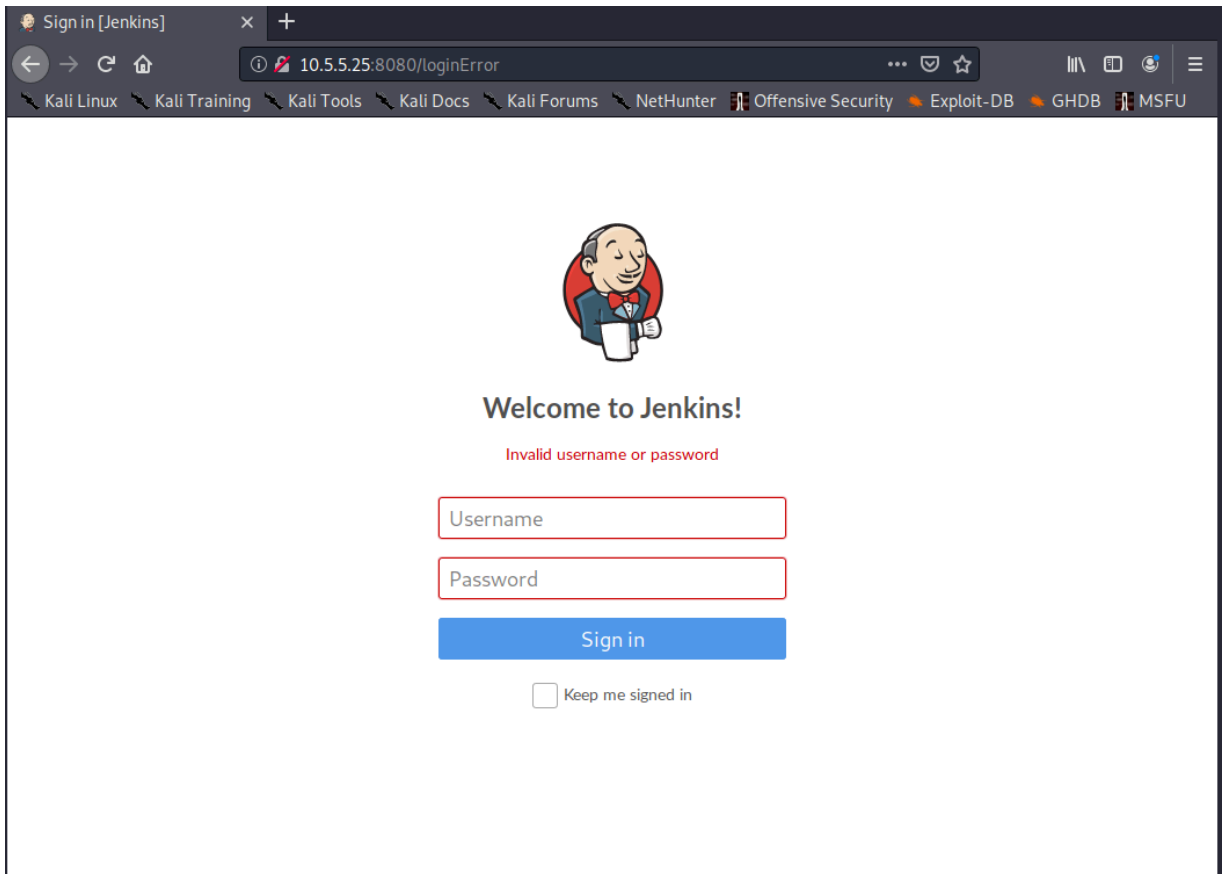 Sign in [Jenkins]
10.5.5.25:8080/loginError
Kali Linux Kali Training Kali Tools Kali Docs Kali Forums NetHunter Offensive Security Exploit-DB GHDB MSFU
Welcome to Jenkins!
Invalid username or password
Username
Password
Sign in
Keep me signed in